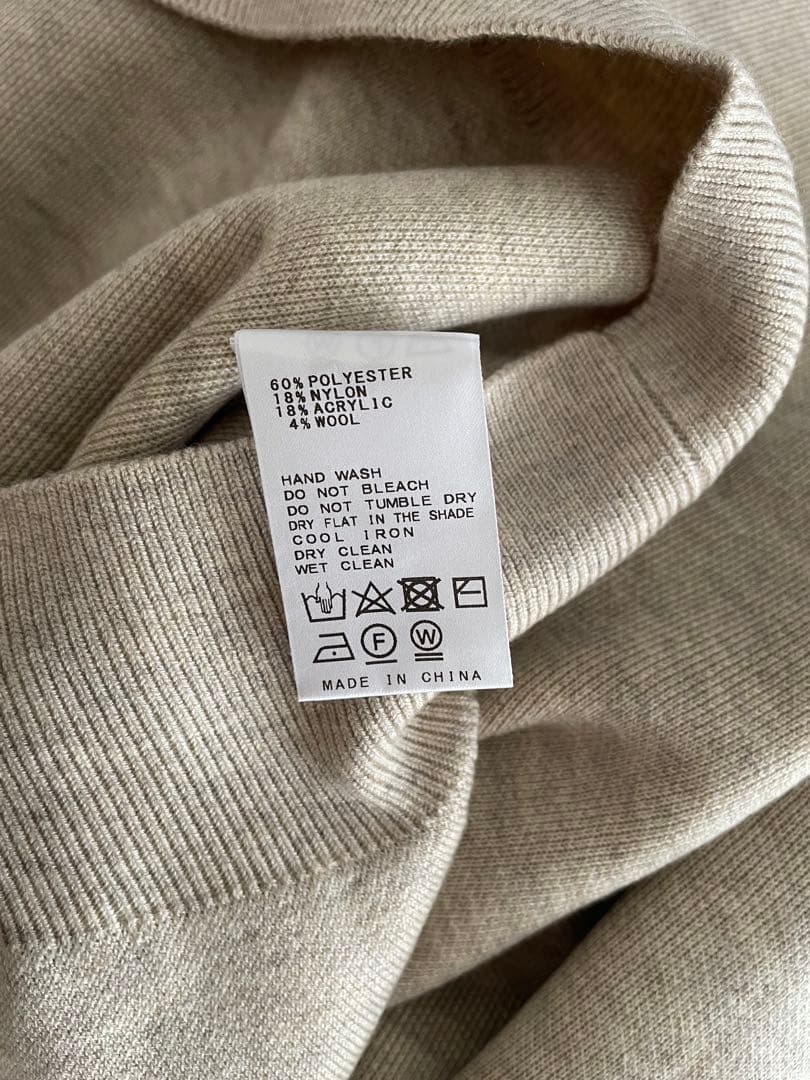 60% POLYESTER
18% NYLON
18% ACRYLIC
4% WOOL
HAND WASH
DO NOT BLEACH
DO NOT TUMBLE DRY
DRY FLAT IN THE SHADE
COOL IRON
DRY CLEAN
WET CLEAN
F W
MADE IN CHINA